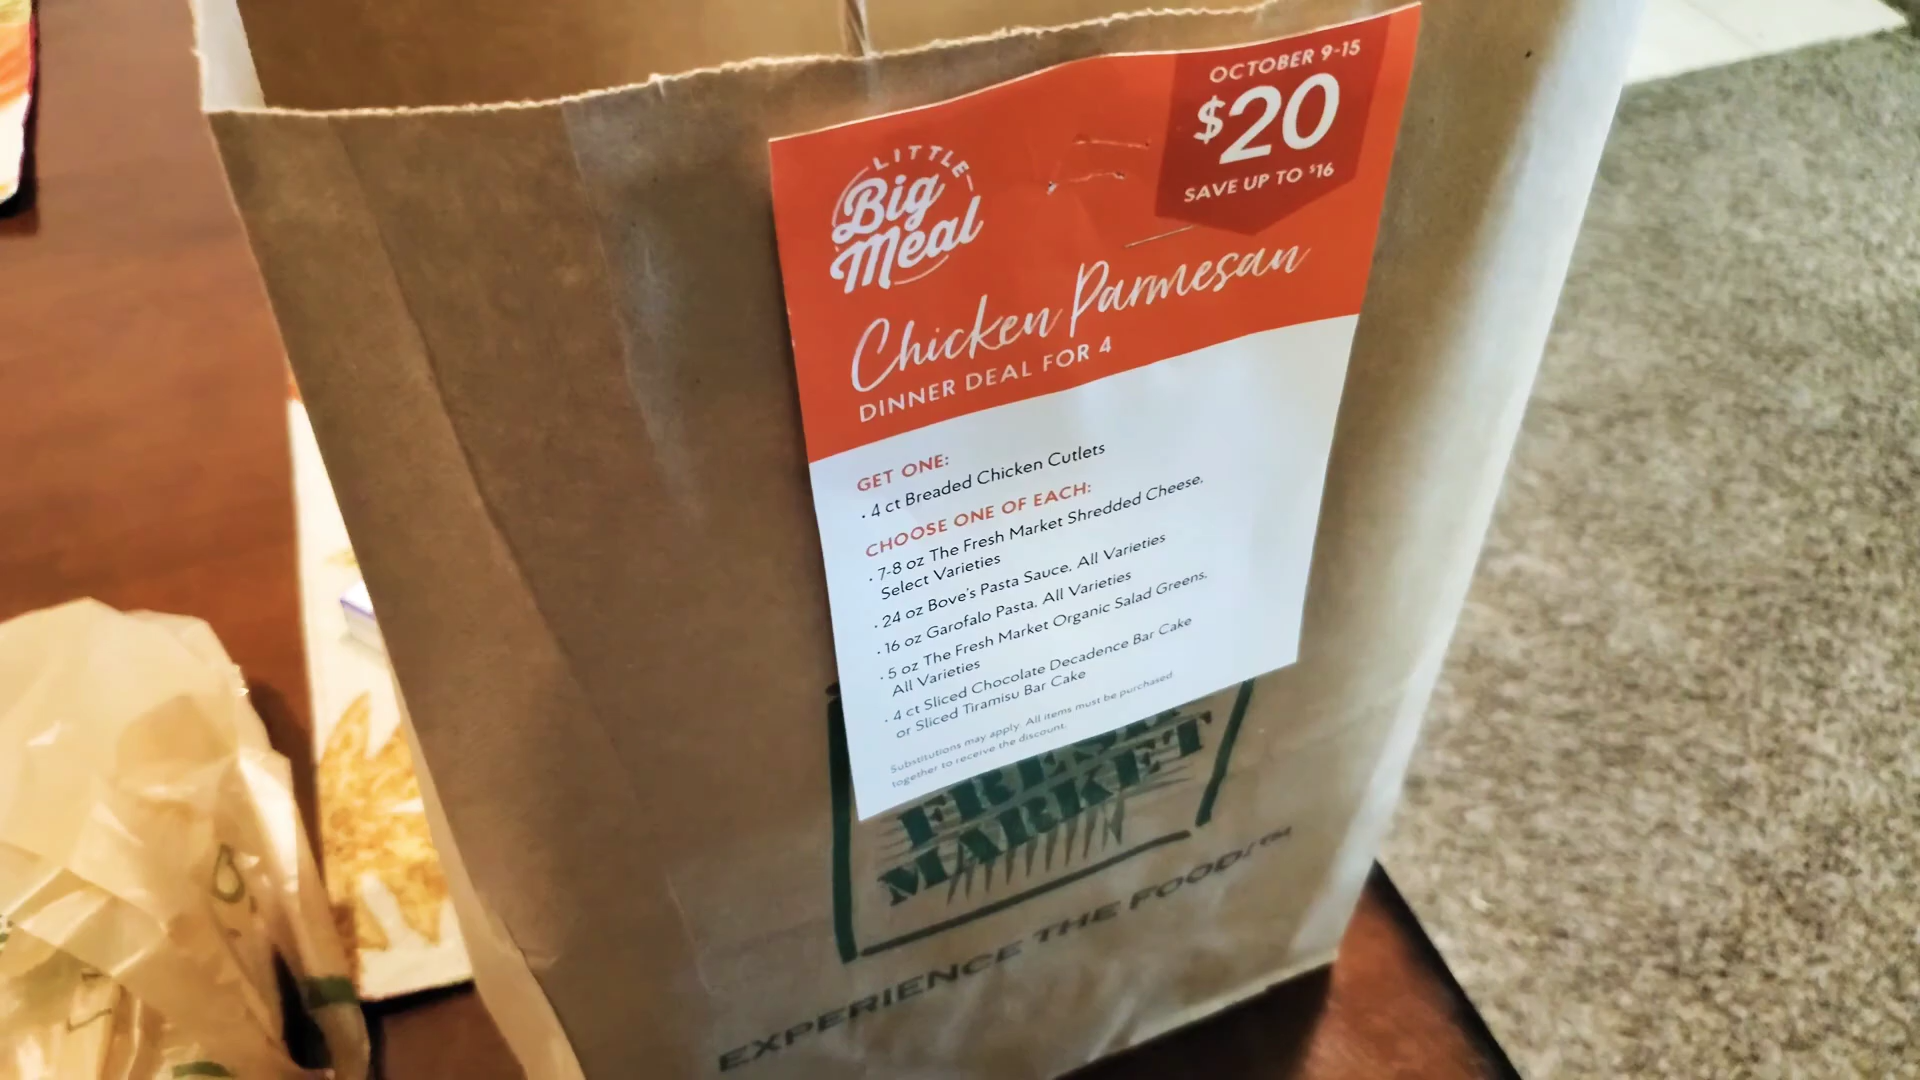 OCTOBER 9-15
$20
SAVE UP TO $16
LITTLE
Big
Meal
Chicken Parmesan
DINNER DEAL FOR 4
GET ONE:
• 4 ct Breaded Chicken Cutlets
CHOOSE ONE OF EACH:
• 7-8 oz The Fresh Market Shredded Cheese,
Select Varieties
• 24 oz Bove's Pasta Sauce, All Varieties
• 16 oz Garofalo Pasta, All Varieties
• 5 oz The Fresh Market Organic Salad Greens,
All Varieties
• 4 ct Sliced Chocolate Decadence Bar Cake
or Sliced Tiramisu Bar Cake
Substitutions may apply. All items must be purchased
together to receive the discount.
FRESH
MARKET
EXPERIENCE THE FOOD!™